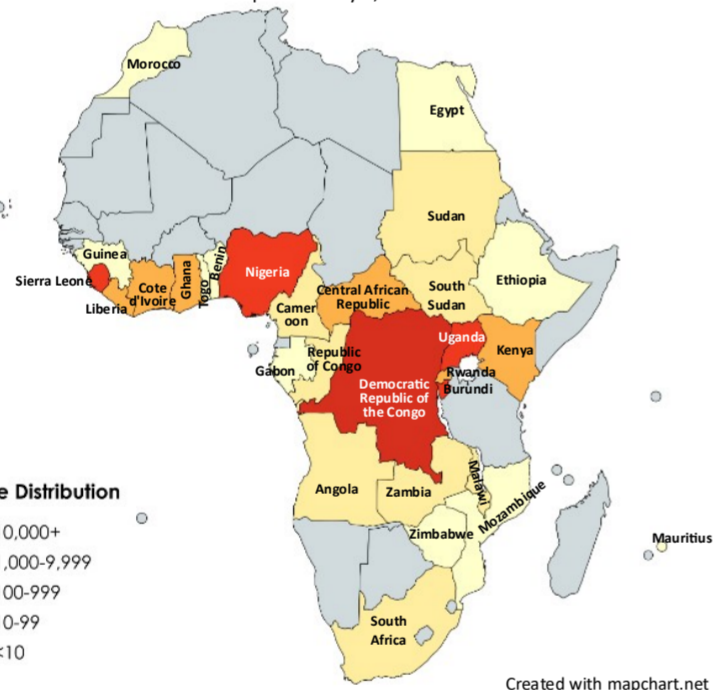 Morocco
Egypt
Sudan
Guinea
Benin
Nigeria
Ethiopia
Sierra Leone
Cote
d'Ivoire
Ghana
Togo
Liberia
Central African
Republic
South
Sudan
Camer
oon
Uganda
Kenya
Republic
of Congo
Gabon
Rwanda
Burundi
Democratic
Republic of
the Congo
Angola
Zambia
Malawi
Mozambique
Zimbabwe
Mauritius
South
Africa
Distribution
0,000+
,000-9,999
00-999
0-99
<10
Created with mapchart.net